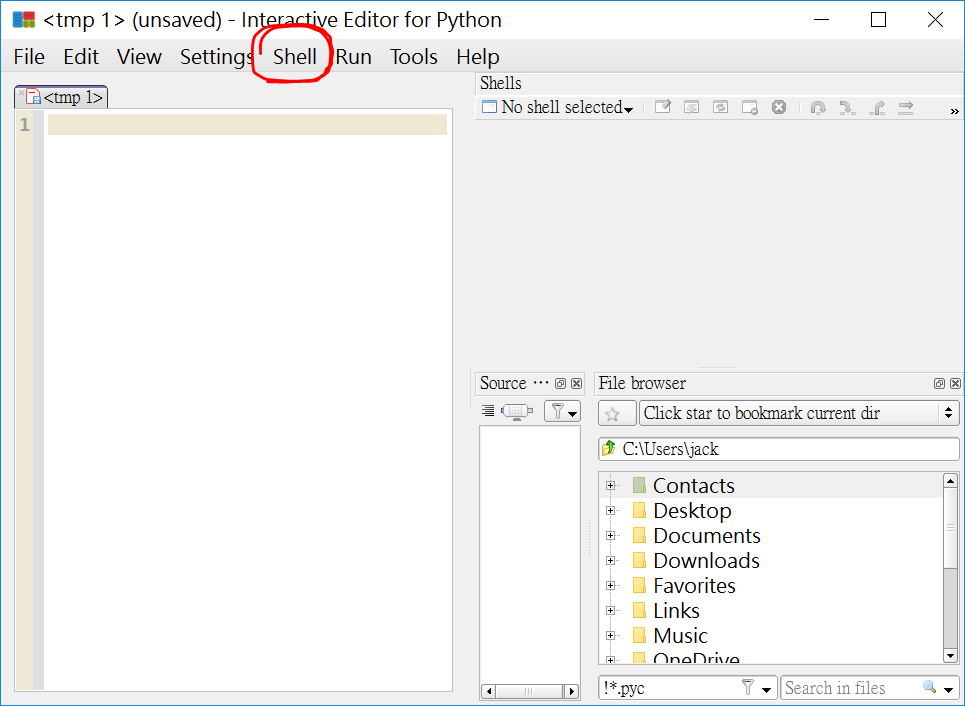 <tmp 1> (unsaved) - Interactive Editor for Python
File Edit View Settings Shell Run Tools Help
<tmp 1>
1
Shells
No shell selected
»
Source ···
File browser
Click star to bookmark current dir
C:\Users\jack
Contacts
Desktop
Documents
Downloads
Favorites
Links
Music
OneDrive
!*.pyc
Search in files